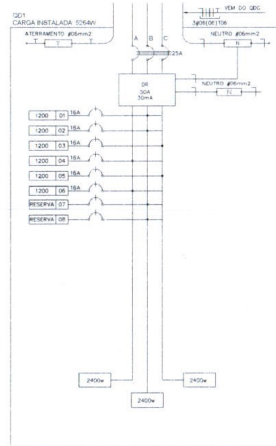 QD1
CARGA INSTALADA 5264W
VEM DO QDG
ATERRAMENTO #06mm2
NEUTRO #06mm2
T
N
A B C
25A
DR
30mA
NEUTRO #06mm2
N
1200 01 16A
1200 02 16A
1200 03 16A
1200 04 16A
1200 05 16A
1200 06 16A
RESERVA 07
RESERVA 08
2400w
2400w
2400w